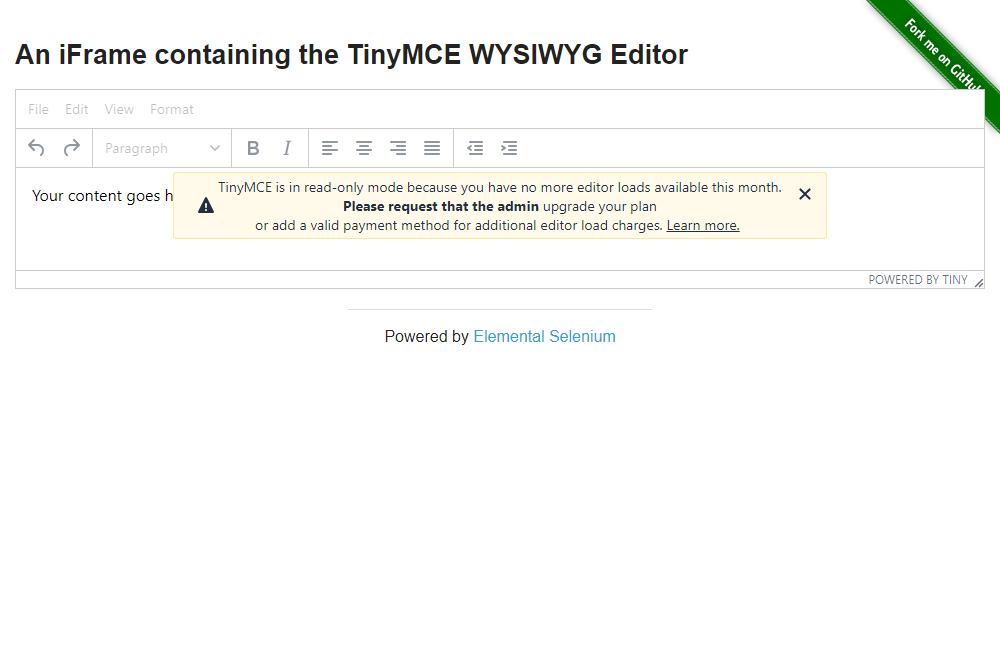 Fork me on GitHub
An iFrame containing the TinyMCE WYSIWYG Editor
File Edit View Format
Paragraph B I
Your content goes
TinyMCE is in read-only mode because you have no more editor loads available this month.
Please request that the admin upgrade your plan
or add a valid payment method for additional editor load charges. Learn more.
POWERED BY TINY
Powered by Elemental Selenium